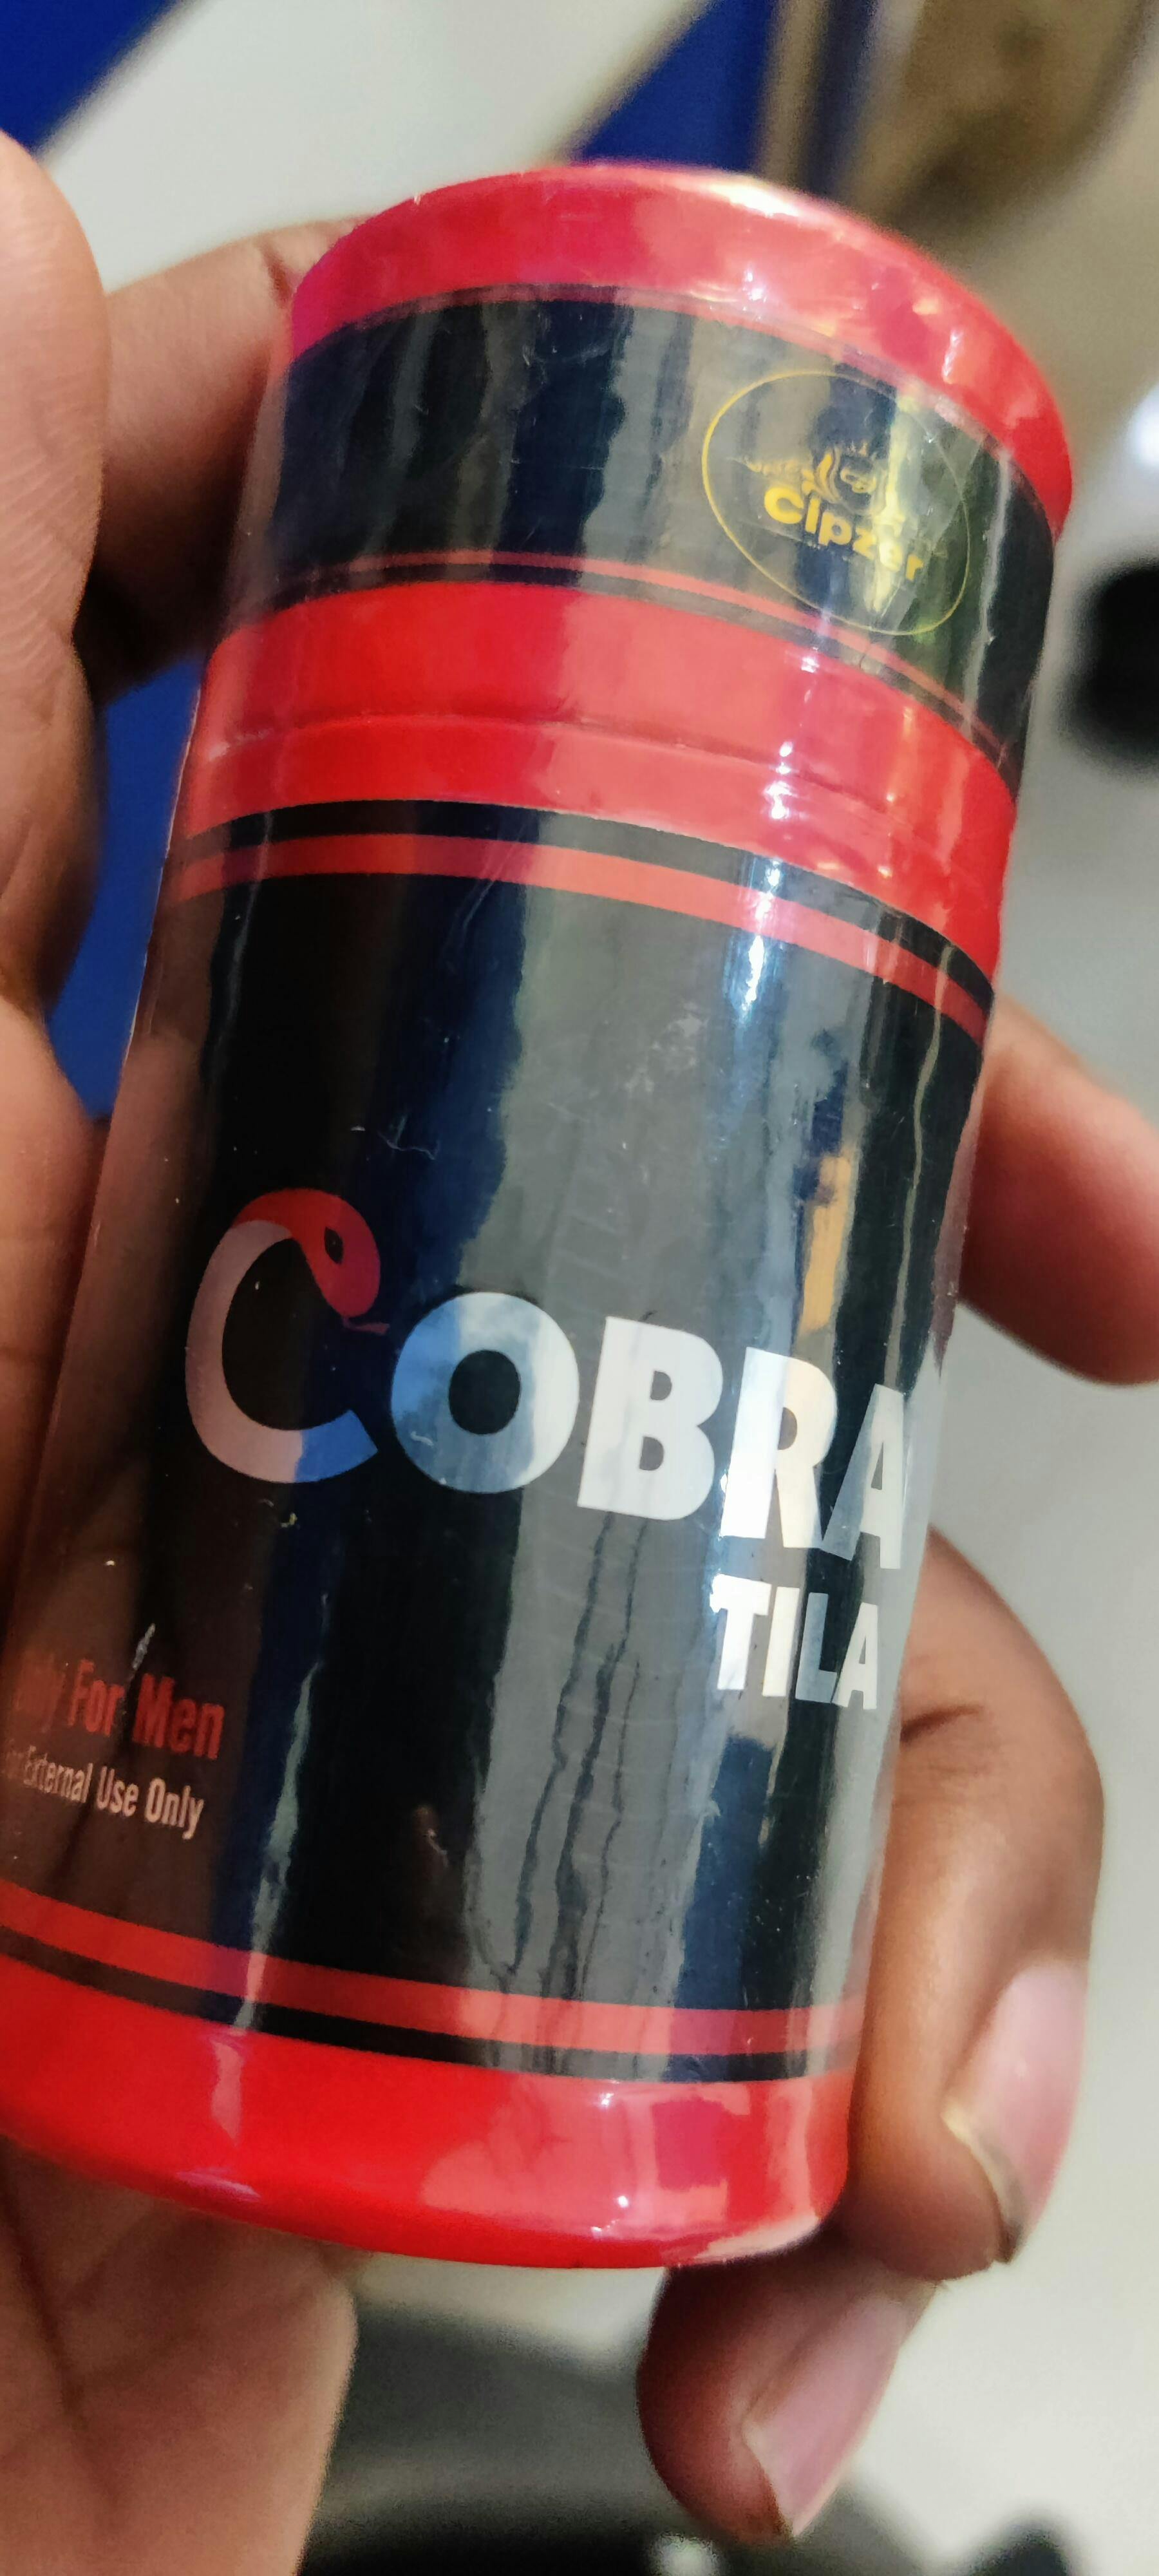 Cipzer
COBRA
TILA
For Men
External Use Only